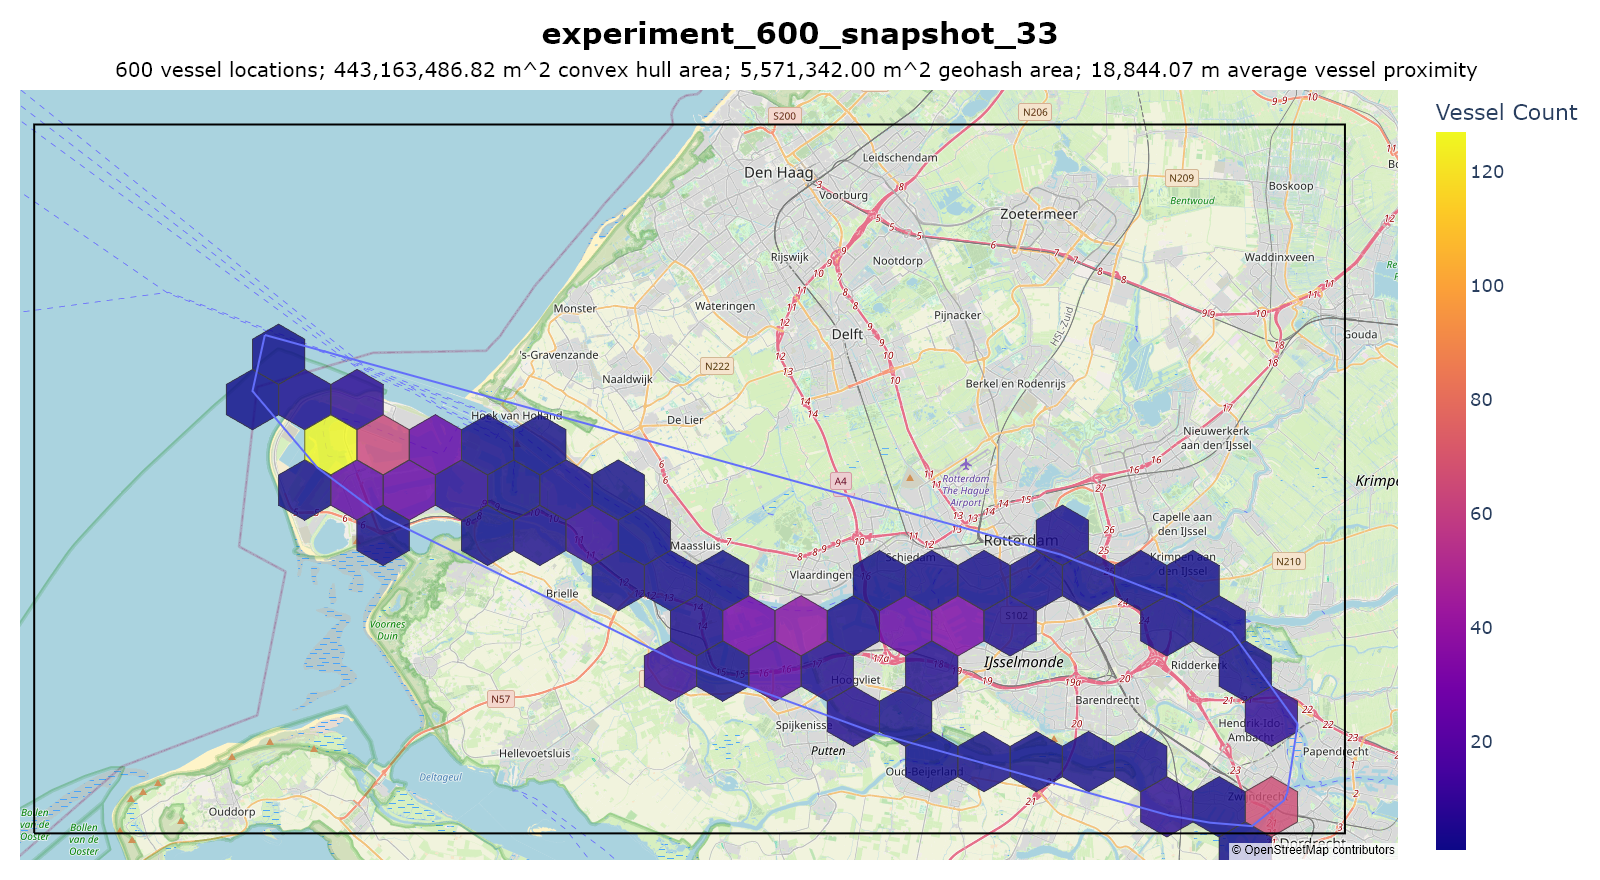 experiment_600_snapshot_33
600 vessel locations; 443,163,486.82 m^2 convex hull area; 5,571,342.00 m^2 geohash area; 18,844.07 m average vessel proximity
Vessel Count
120
100
80
60
40
20
S200
N206
Den Haag
Leidschendam
Voorburg
N209
Boskoop
Bentwoud
Zoetermeer
Rijswijk
Nootdorp
Waddinxveen
Monster
Wateringen
Pijnacker
HSL-Zuid
Delft
Gouda
's-Gravenzande
N222
Naaldwijk
Berkel en Rodenrijs
Hoek van Holland
De Lier
Nieuwerkerk
aan den IJssel
A4
Rotterdam
The Hague
Airport
Krimpe
Capelle aan
den IJssel
Rotterdam
Maassluis
Schiedam
Krimpen aan
den IJssel
N210
Vlaardingen
Brielle
S102
Voornes
Duin
IJsselmonde
Ridderkerk
Hoogvliet
N57
Barendrecht
Spijkenisse
Hendrik-Ido-
Ambacht
Putten
Papendrecht
Hellevoetsluis
Oud-Beijerland
Deltageul
Zwijndrecht
Ouddorp
Bollen
van de
Ooster
Bollen
van de
Ooster
Dordrecht
© OpenStreetMap contributors